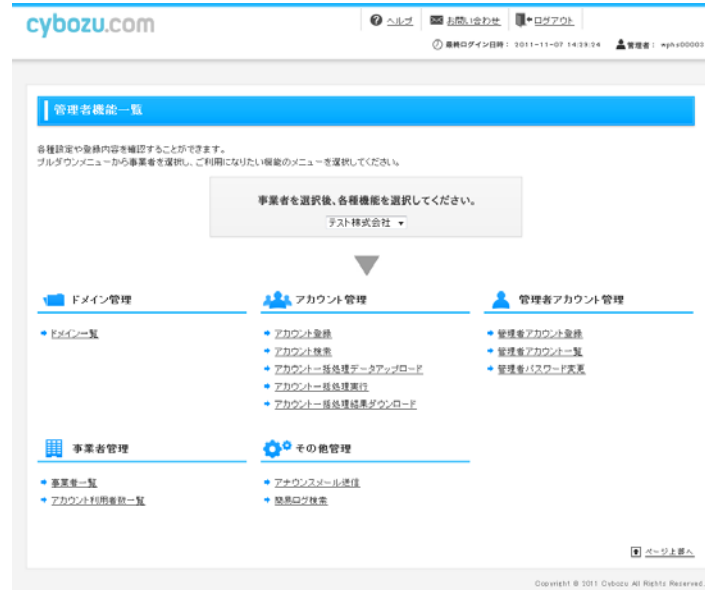 cybozu.com
ヘルプ お問い合わせ ログアウト
最終ログイン日時: 2011-11-07 14:39:24 管理者: mphs00003
管理者機能一覧
各種設定や登録内容を確認することができます。
プルダウンメニューから事業者を選択し、ご利用になりたい機能のメニューを選択してください。
事業者を選択後、各種機能を選択してください。
テスト株式会社
ドメイン管理
ドメイン一覧
アカウント管理
アカウント登録
アカウント検索
アカウント一括処理データアップロード
アカウント一括処理実行
アカウント一括処理結果ダウンロード
管理者アカウント管理
管理者アカウント登録
管理者アカウント一覧
管理者パスワード変更
事業者管理
事業者一覧
アカウント利用者数一覧
その他管理
アナウンスメール送信
簡易ログ検索
ページ上部へ
Copyright © 2011 Cybozu All Rights Reserved.